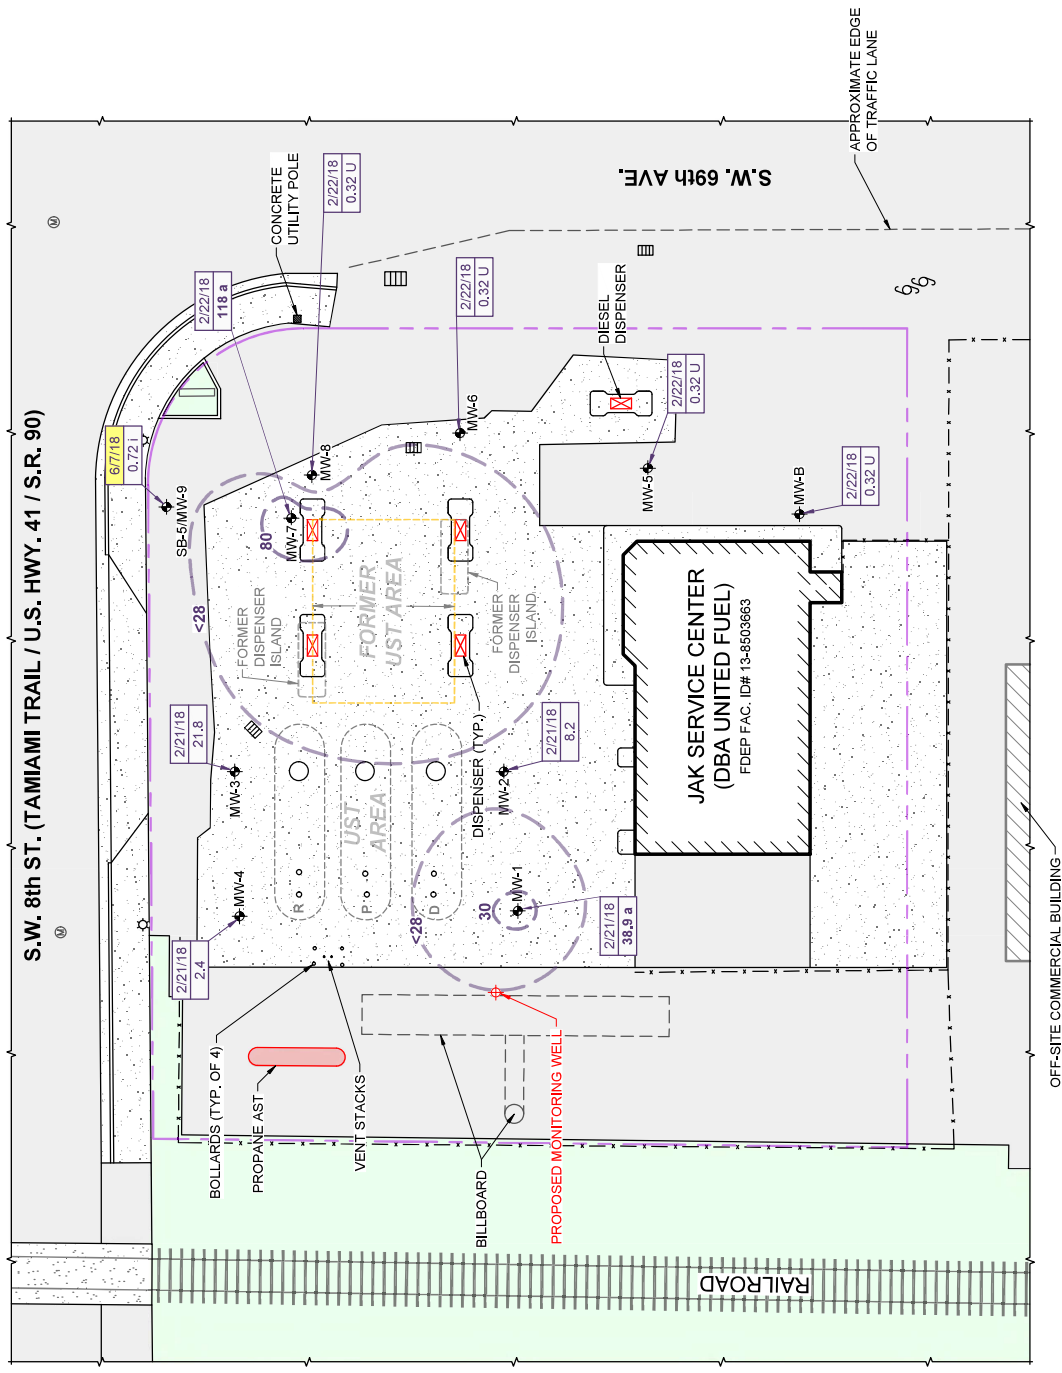 S.W. 8th ST. (TAMIAMI TRAIL / U.S. HWY. 41 / S.R. 90)
M
M
S.W. 69th AVE.
APPROXIMATE EDGE
OF TRAFFIC LANE
CONCRETE
UTILITY POLE
2/22/18
0.32 U
MW-8
2/22/18
118 a
MW-7
80
6/7/18
0.72 i
SB-5/MW-9
2/22/18
0.32 U
MW-6
DIESEL
DISPENSER
2/22/18
0.32 U
MW-5
2/22/18
0.32 U
MW-B
<28
FORMER
DISPENSER
ISLAND
FORMER
UST AREA
FORMER
DISPENSER
ISLAND
2/21/18
21.8
MW-3
DISPENSER (TYP.)
2/21/18
8.2
MW-2
UST
AREA
R
P
D
2/21/18
2.4
MW-4
<28
30
MW-1
2/21/18
38.9 a
JAK SERVICE CENTER
(DBA UNITED FUEL)
FDEP FAC. ID# 13-8503663
BOLLARDS (TYP. OF 4)
PROPANE AST
VENT STACKS
BILLBOARD
PROPOSED MONITORING WELL
OFF-SITE COMMERCIAL BUILDING
RAILROAD